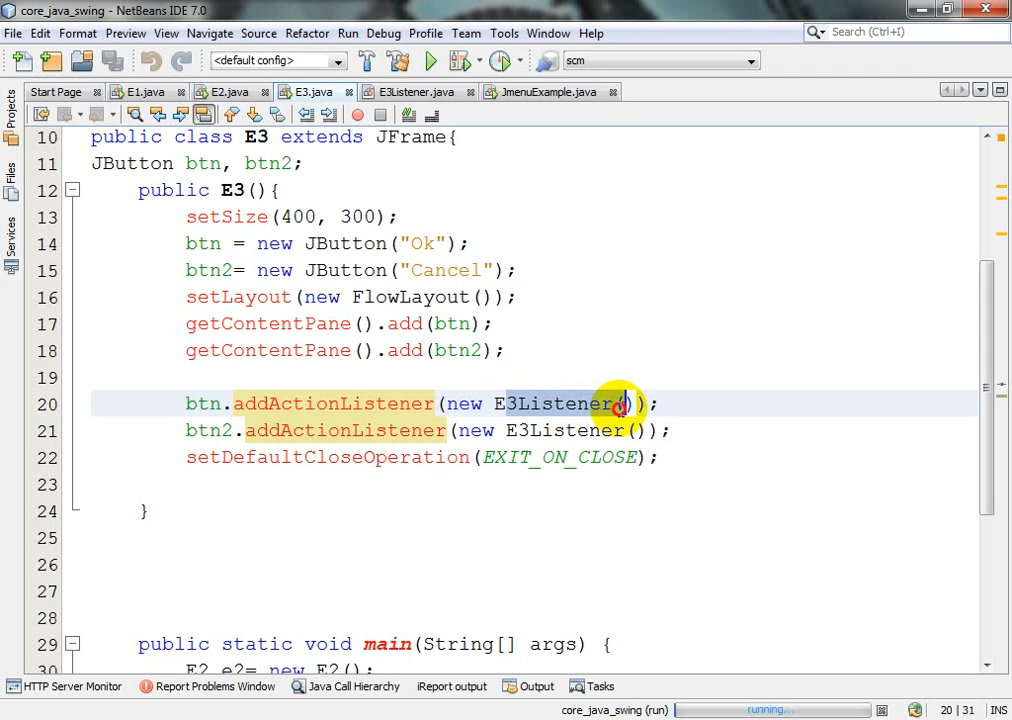 core_java_swing - NetBeans IDE 7.0
File Edit Format Preview View Navigate Source Refactor Run Debug Profile Team Tools Window Help
Search (Ctrl+I)
<default config> scm
Start Page E1.java E2.java E3.java E3Listener.java JmenuExample.java
Projects
Files
Services
10 public class E3 extends JFrame{
11 JButton btn, btn2;
12 public E3(){
13 setSize(400, 300);
14 btn = new JButton("Ok");
15 btn2= new JButton("Cancel");
16 setLayout(new FlowLayout());
17 getContentPane().add(btn);
18 getContentPane().add(btn2);
19
20 btn.addActionListener(new E3Listener());
21 btn2.addActionListener(new E3Listener());
22 setDefaultCloseOperation(EXIT_ON_CLOSE);
23
24 }
25
26
27
28
29 public static void main(String[] args) {
30 E2 e2= new E2();
HTTP Server Monitor Report Problems Window Java Call Hierarchy iReport output Output Tasks
core_java_swing (run) running... 20 | 31 INS